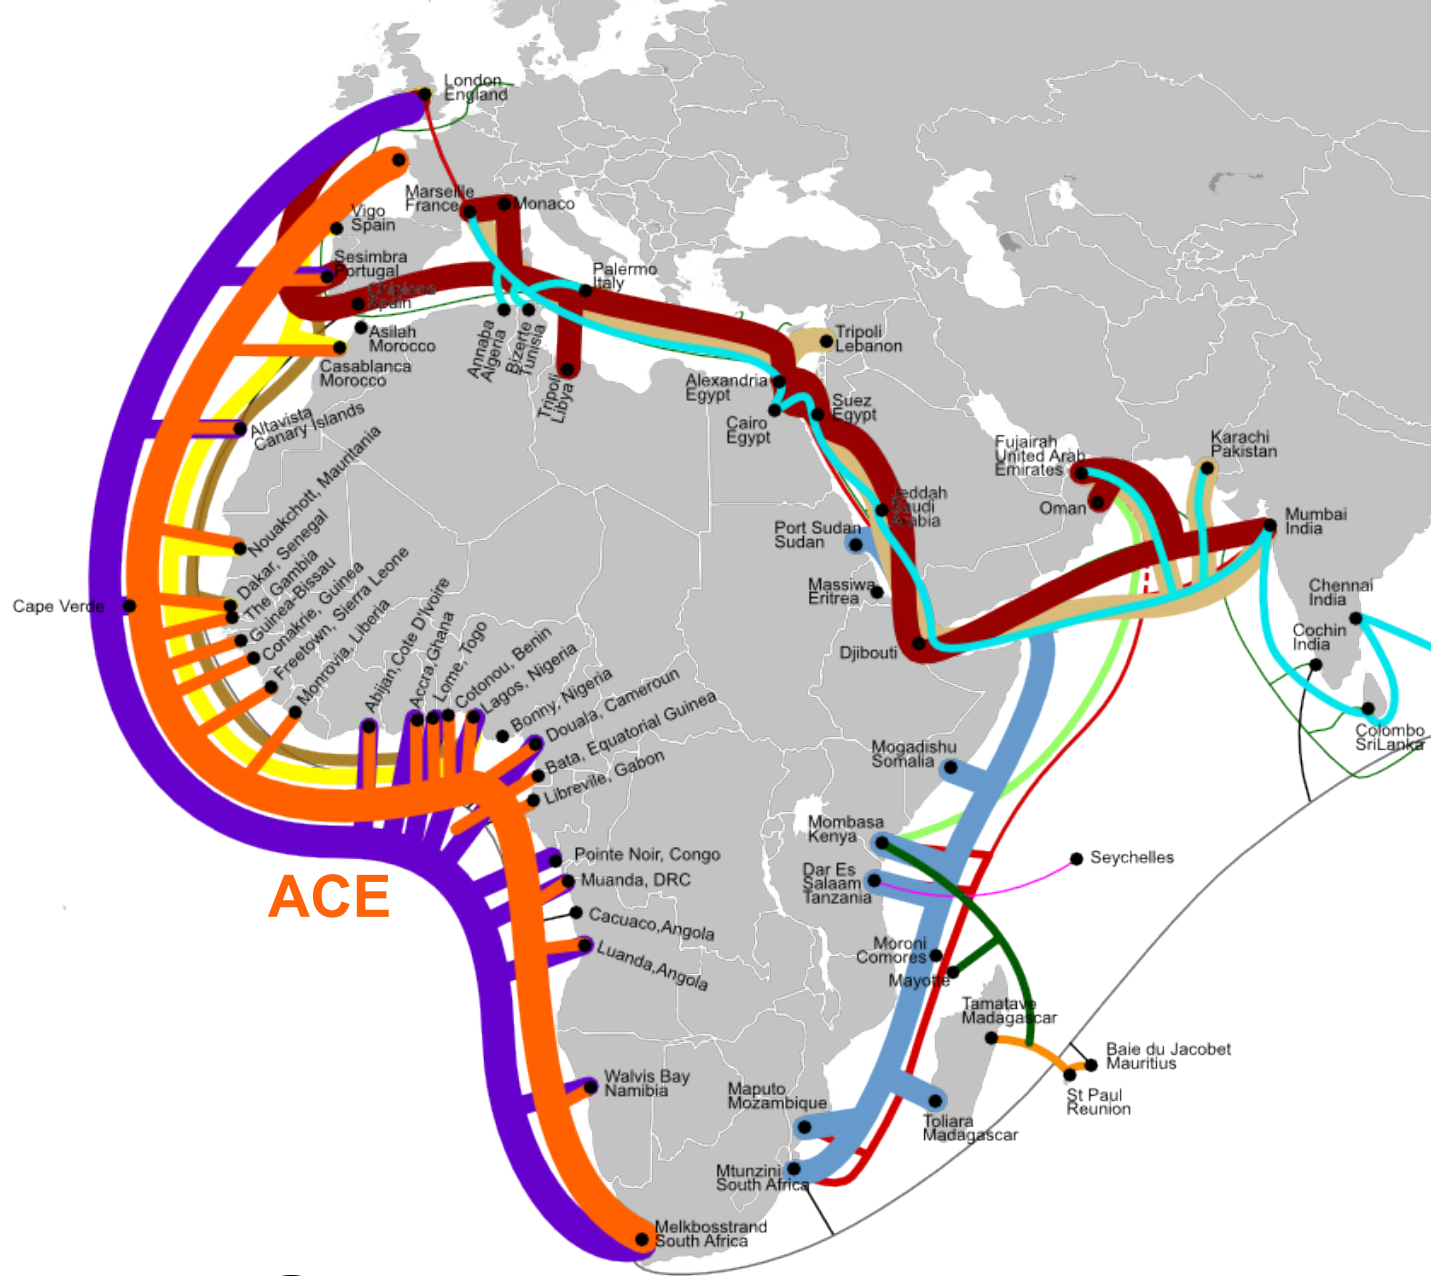 London
England
Marseille
France
Monaco
Vigo
Spain
Sesimbra
Portugal
Chipiona
Spain
Palermo
Italy
Asilah
Morocco
Casablanca
Morocco
Annaba
Algeria
Bizerte
Tunisia
Tripoli
Libya
Tripoli
Lebanon
Alexandria
Egypt
Cairo
Egypt
Suez
Egypt
Altavista
Canary Islands
Fujairah
United Arab
Emirates
Oman
Karachi
Pakistan
Mumbai
India
Jeddah
Saudi
Arabia
Port Sudan
Sudan
Massiwa
Eritrea
Djibouti
Chennai
India
Cochin
India
Colombo
SriLanka
Cape Verde
Nouakchott, Mauritania
Dakar, Senegal
The Gambia
Guinea-Bissau
Conakrie, Guinea
Freetown, Sierra Leone
Monrovia, Liberia
Abijan,Cote D'Ivoire
Accra,Ghana
Lome, Togo
Cotonou, Benin
Lagos, Nigeria
Bonny, Nigeria
Douala, Cameroun
Bata, Equatorial Guinea
Librevile, Gabon
Mogadishu
Somalia
Mombasa
Kenya
Dar Es
Salaam
Tanzania
Seychelles
ACE
Pointe Noir, Congo
Muanda, DRC
Cacuaco,Angola
Luanda,Angola
Moroni
Comores
Mayotte
Tamatave
Madagascar
Baie du Jacobet
Mauritius
St Paul
Reunion
Walvis Bay
Namibia
Maputo
Mozambique
Toliara
Madagascar
Mtunzini
South Africa
Melkbosstrand
South Africa